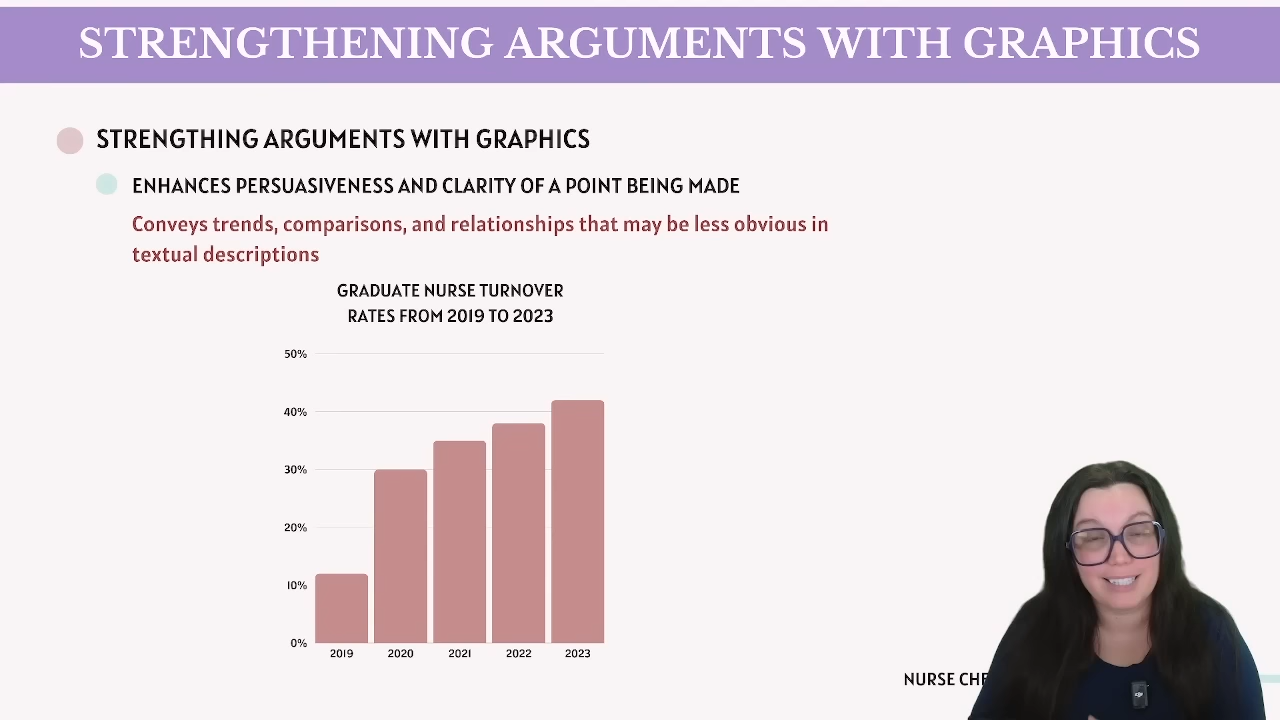 STRENGTHENING ARGUMENTS WITH GRAPHICS
STRENGTHING ARGUMENTS WITH GRAPHICS
ENHANCES PERSUASIVENESS AND CLARITY OF A POINT BEING MADE
Conveys trends, comparisons, and relationships that may be less obvious in
textual descriptions
GRADUATE NURSE TURNOVER
RATES FROM 2019 TO 2023
50%
40%
30%
20%
10%
0%
2019 2020 2021 2022 2023
NURSE